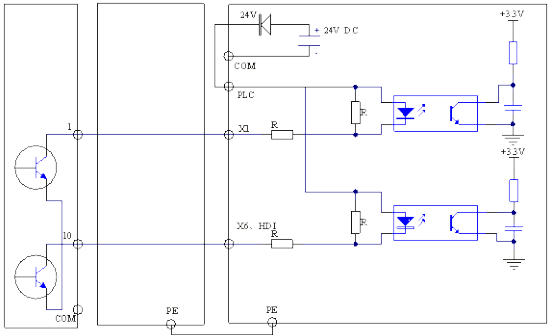 +3.3V
24V
+ 24V DC
-
COM
PLC
R
1
X1
R
+3.3V
R
10
X6、HDI
R
COM
PE
PE